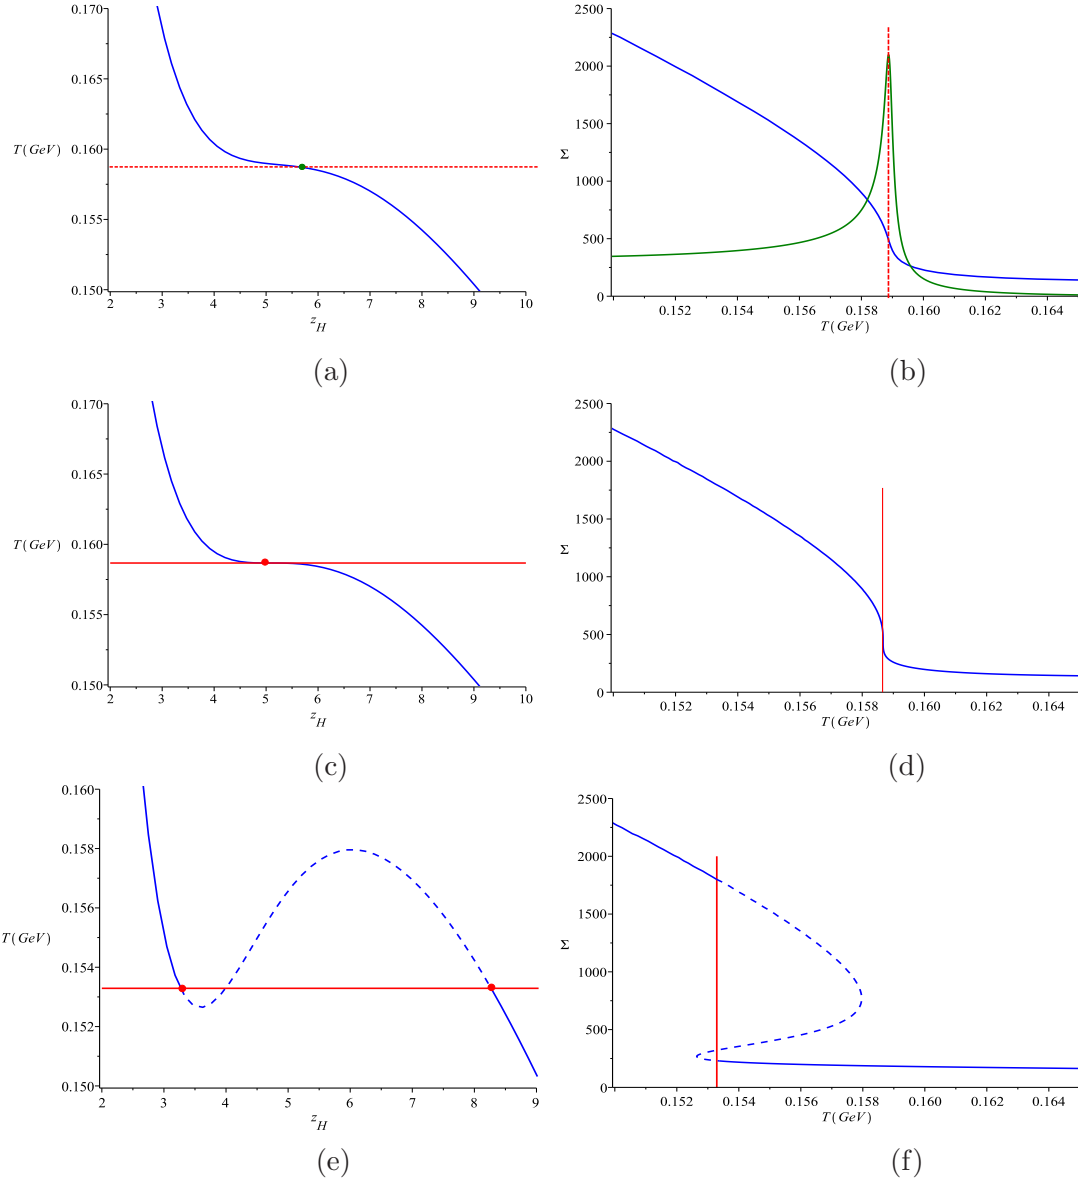 0.170
0.165
T(GeV) 0.160
0.155
0.150
2 3 4 5 6 7 8 9 10
z_H
(a)
2500
2000
1500
Σ
1000
500
0
0.152 0.154 0.156 0.158 0.160 0.162 0.164
T(GeV)
(b)
0.170
0.165
T(GeV) 0.160
0.155
0.150
2 3 4 5 6 7 8 9 10
z_H
(c)
2500
2000
1500
Σ
1000
500
0
0.152 0.154 0.156 0.158 0.160 0.162 0.164
T(GeV)
(d)
0.160
0.158
0.156
T(GeV)
0.154
0.152
0.150
2 3 4 5 6 7 8 9
z_H
(e)
2500
2000
1500
Σ
1000
500
0
0.152 0.154 0.156 0.158 0.160 0.162 0.164
T(GeV)
(f)